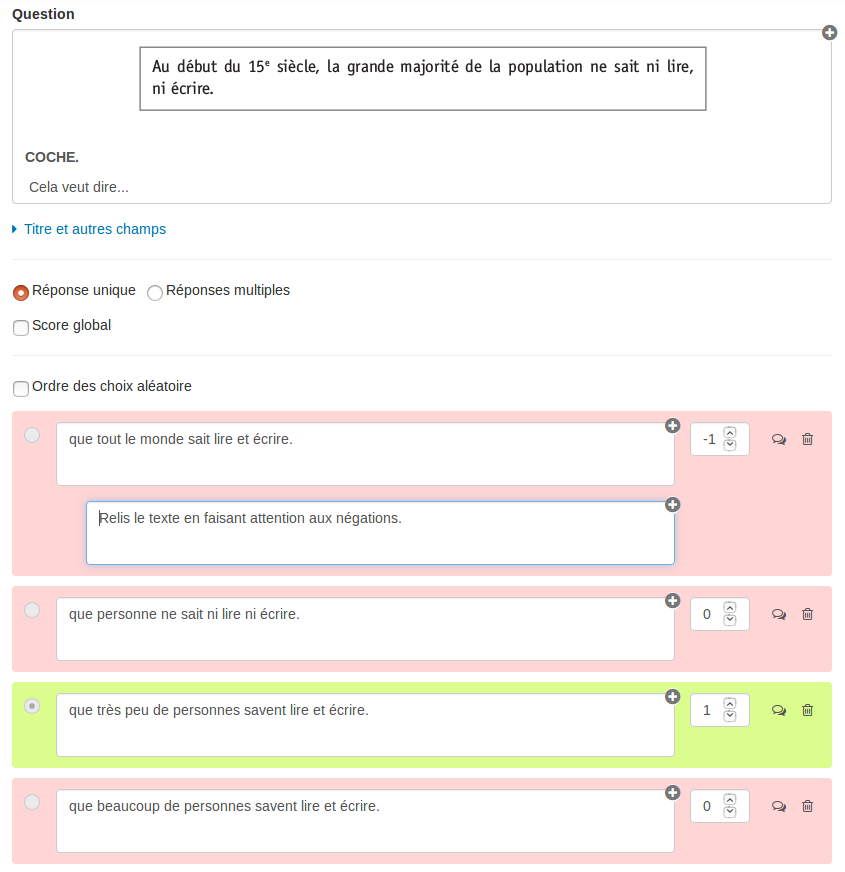 Question
Au début du 15e siècle, la grande majorité de la population ne sait ni lire,
ni écrire.
COCHE.
Cela veut dire...
Titre et autres champs
Réponse unique Réponses multiples
Score global
Ordre des choix aléatoire
que tout le monde sait lire et écrire. -1
Relis le texte en faisant attention aux négations.
que personne ne sait ni lire ni écrire. 0
que très peu de personnes savent lire et écrire. 1
que beaucoup de personnes savent lire et écrire. 0